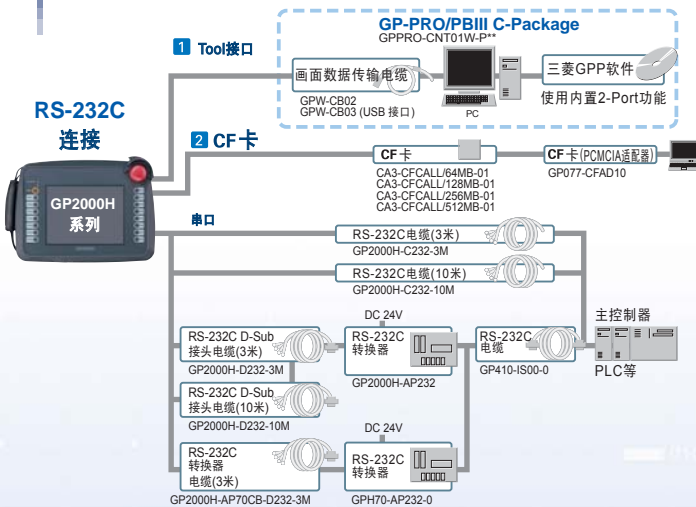 GP-PRO/PBIII C-Package
GPPRO-CNT01W-P**
1 Tool接口
画面数据传输电缆
GPW-CB02
GPW-CB03 (USB 接口)
PC
三菱GPP软件
使用内置2-Port功能
RS-232C
连接
2 CF卡
CF卡
CA3-CFCALL/64MB-01
CA3-CFCALL/128MB-01
CA3-CFCALL/256MB-01
CA3-CFCALL/512MB-01
CF卡(PCMCIA适配器)
GP077-CFAD10
GP2000H
系列
串口
RS-232C电缆(3米)
GP2000H-C232-3M
RS-232C电缆(10米)
GP2000H-C232-10M
RS-232C D-Sub
接头电缆(3米)
GP2000H-D232-3M
DC 24V
RS-232C
转换器
GP2000H-AP232
RS-232C
电缆
GP410-IS00-0
主控制器
PLC等
RS-232C D-Sub
接头电缆(10米)
GP2000H-D232-10M
RS-232C
转换器
电缆(3米)
GP2000H-AP70CB-D232-3M
DC 24V
RS-232C
转换器
GPH70-AP232-0